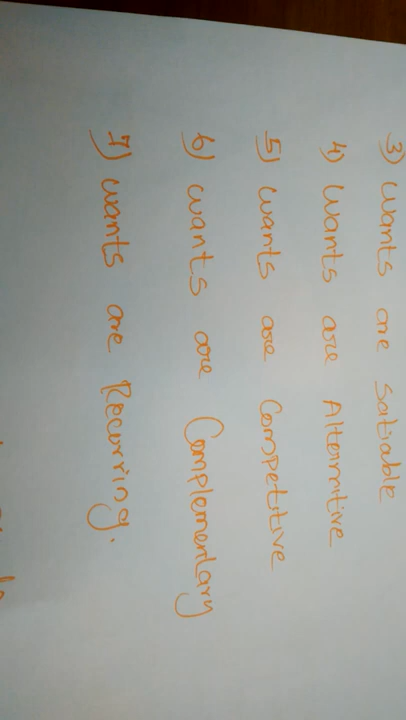 3) Wants are Satiable
4) Wants are Alternitive
5) Wants are Competitive
6) Wants are Complementary
7) Wants are Recurring.